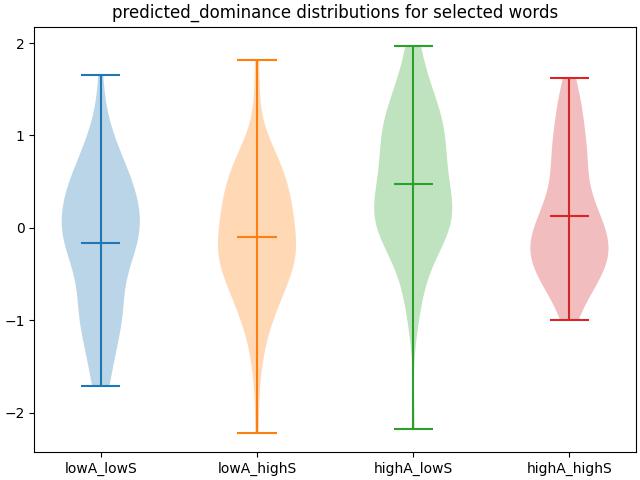 predicted_dominance distributions for selected words
2
1
0
−1
−2
lowA_lowS
lowA_highS
highA_lowS
highA_highS